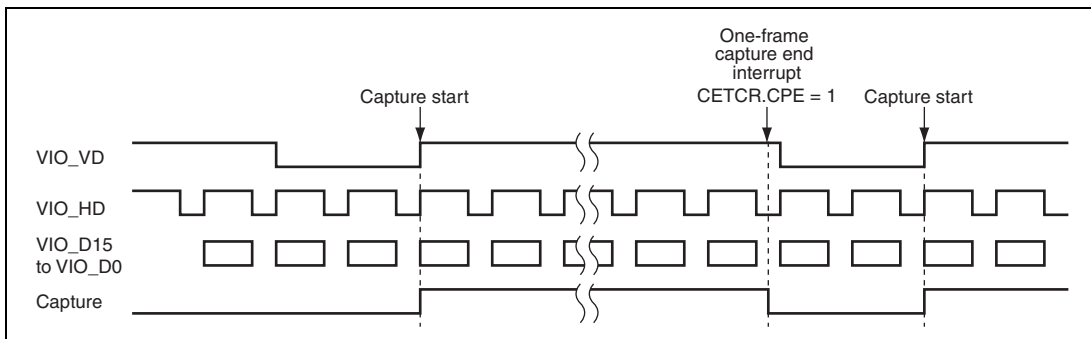 One-frame
capture end
interrupt
CETCR.CPE = 1
Capture start
Capture start
VIO_VD
VIO_HD
VIO_D15
to VIO_D0
Capture